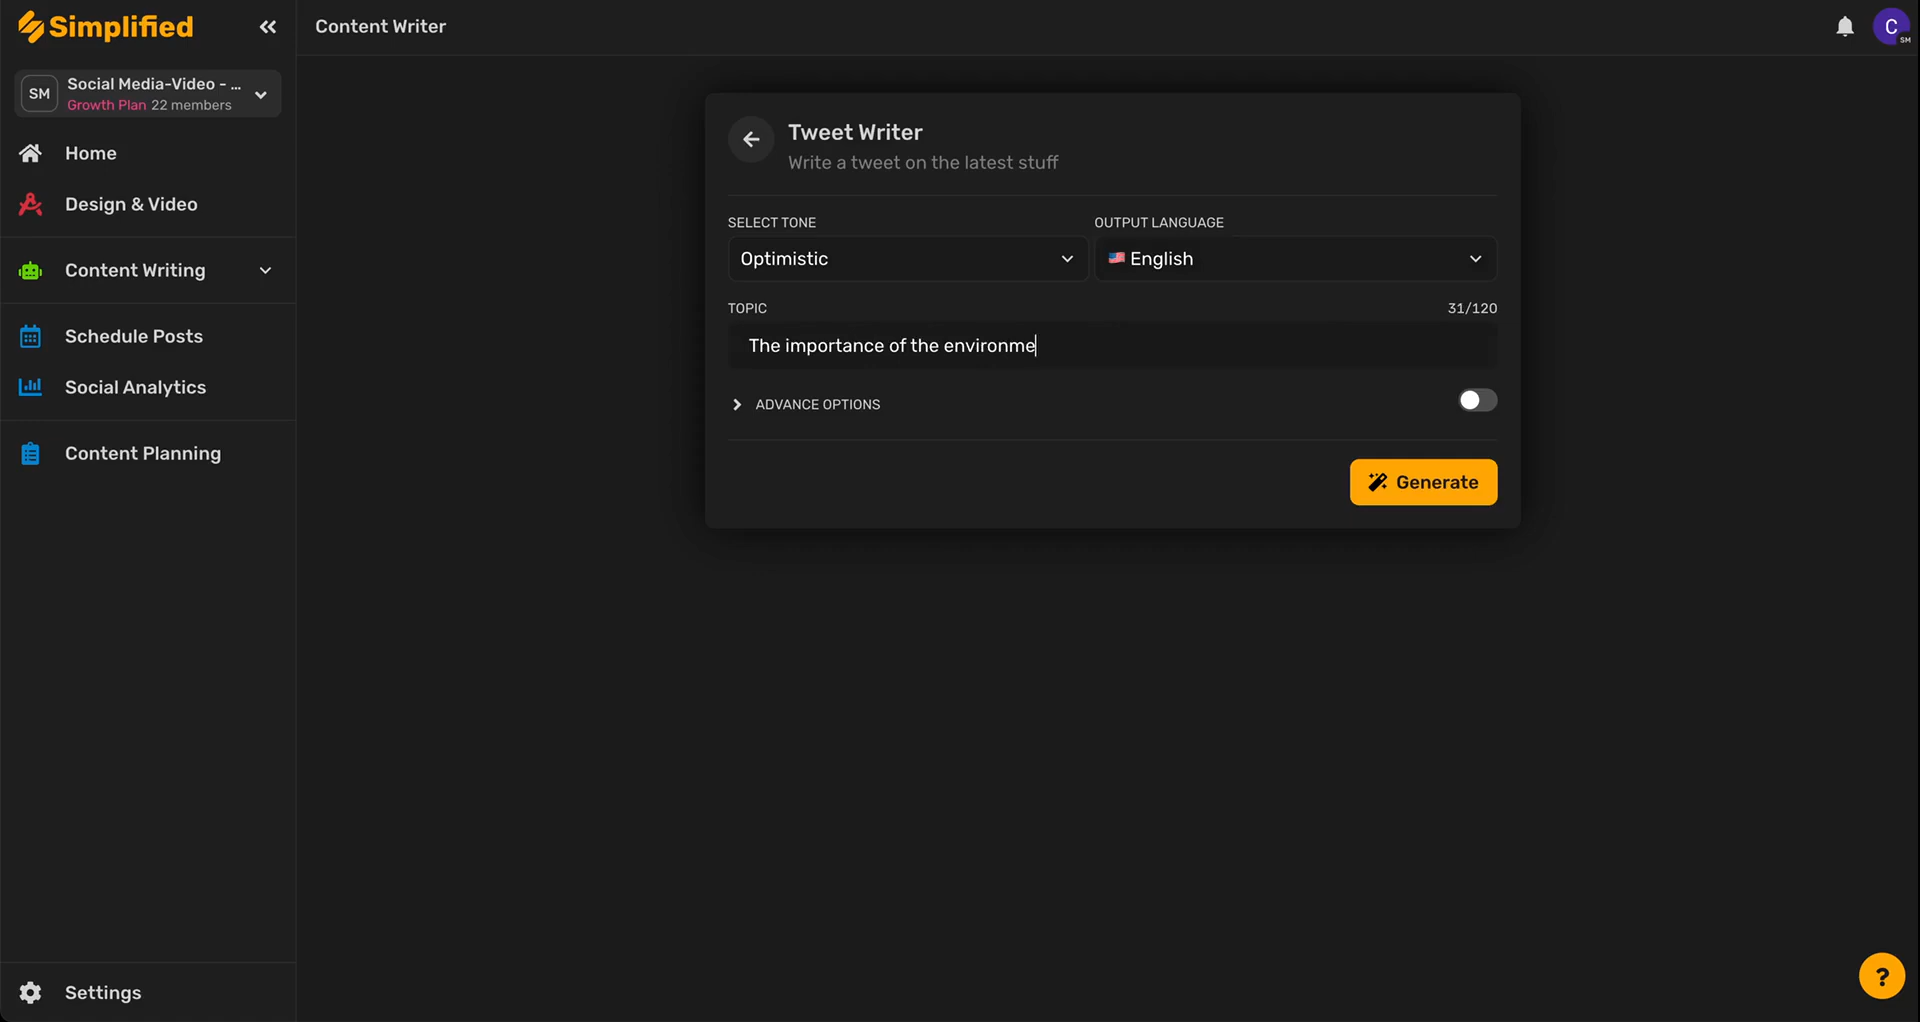 Simplified
Content Writer
C
SM
SM
Social Media-Video - ...
Growth Plan 22 members
Home
Design & Video
Content Writing
Schedule Posts
Social Analytics
Content Planning
Settings
Tweet Writer
Write a tweet on the latest stuff
SELECT TONE
OUTPUT LANGUAGE
Optimistic
English
TOPIC
31/120
The importance of the environme
ADVANCE OPTIONS
Generate
?